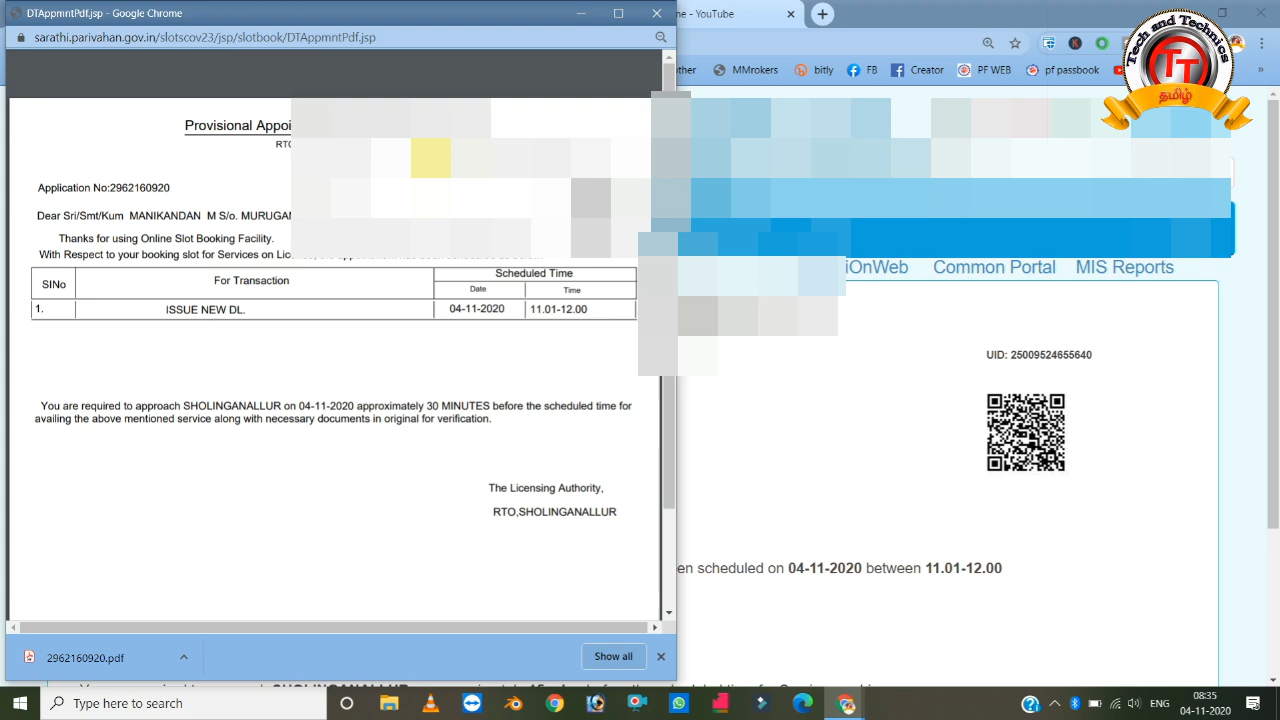 DTAppmntPdf.jsp - Google Chrome
ne - YouTube
sarathi.parivahan.gov.in/slotscov23/jsp/slotbook/DTAppmntPdf.jsp
other MMrokers bitly FB Creator PF WEB pf passbook
Tech and Technics
TT
தமிழ்
Provisional Appoi
RTO
Application No:2962160920
Dear Sri/Smt/Kum MANIKANDAN M S/o. MURUGAN
Thanks for using Online Slot Booking Facility.
With Respect to your booking slot for Services on
SlNo For Transaction Scheduled Time
Date Time
1. ISSUE NEW DL. 04-11-2020 11.01-12.00
You are required to approach SHOLINGANALLUR on 04-11-2020 approximately 30 MINUTES before the scheduled time for
availing the above mentioned service along with necessary documents in original for verification.
The Licensing Authority,
RTO,SHOLINGANALLUR
iOnWeb Common Portal MIS Reports
UID: 25009524655640
en scheduled on 04-11-2020 between 11.01-12.00
2962160920.pdf
Show all
Type here to search
ENG
08:35
04-11-2020